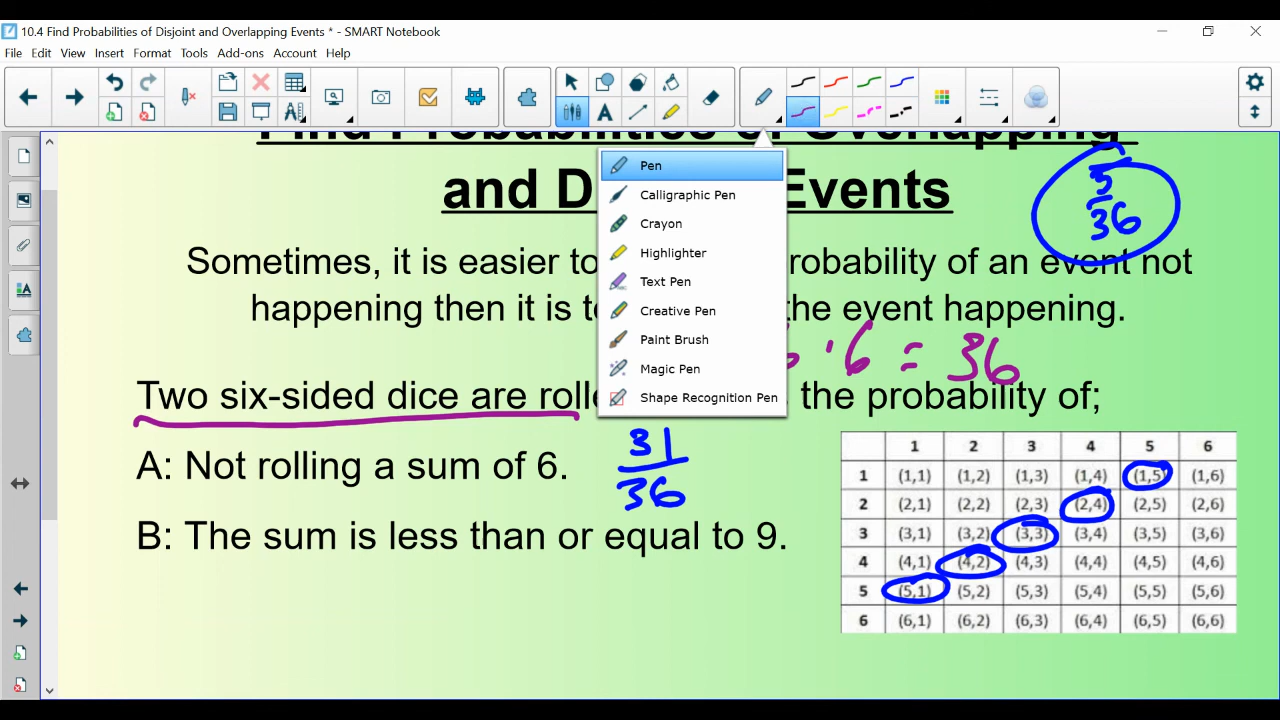 10.4 Find Probabilities of Disjoint and Overlapping Events * - SMART Notebook
File Edit View Insert Format Tools Add-ons Account Help
Find Probabilities of Overlapping
and D Events
5
36
Pen
Calligraphic Pen
Crayon
Highlighter
Text Pen
Creative Pen
Paint Brush
Magic Pen
Shape Recognition Pen
Sometimes, it is easier to robability of an event not
happening then it is to the event happening.
6 · 6 = 36
Two six-sided dice are rolle the probability of;
A: Not rolling a sum of 6.
31
36
B: The sum is less than or equal to 9.
1 2 3 4 5 6
1 (1,1) (1,2) (1,3) (1,4) (1,5) (1,6)
2 (2,1) (2,2) (2,3) (2,4) (2,5) (2,6)
3 (3,1) (3,2) (3,3) (3,4) (3,5) (3,6)
4 (4,1) (4,2) (4,3) (4,4) (4,5) (4,6)
5 (5,1) (5,2) (5,3) (5,4) (5,5) (5,6)
6 (6,1) (6,2) (6,3) (6,4) (6,5) (6,6)